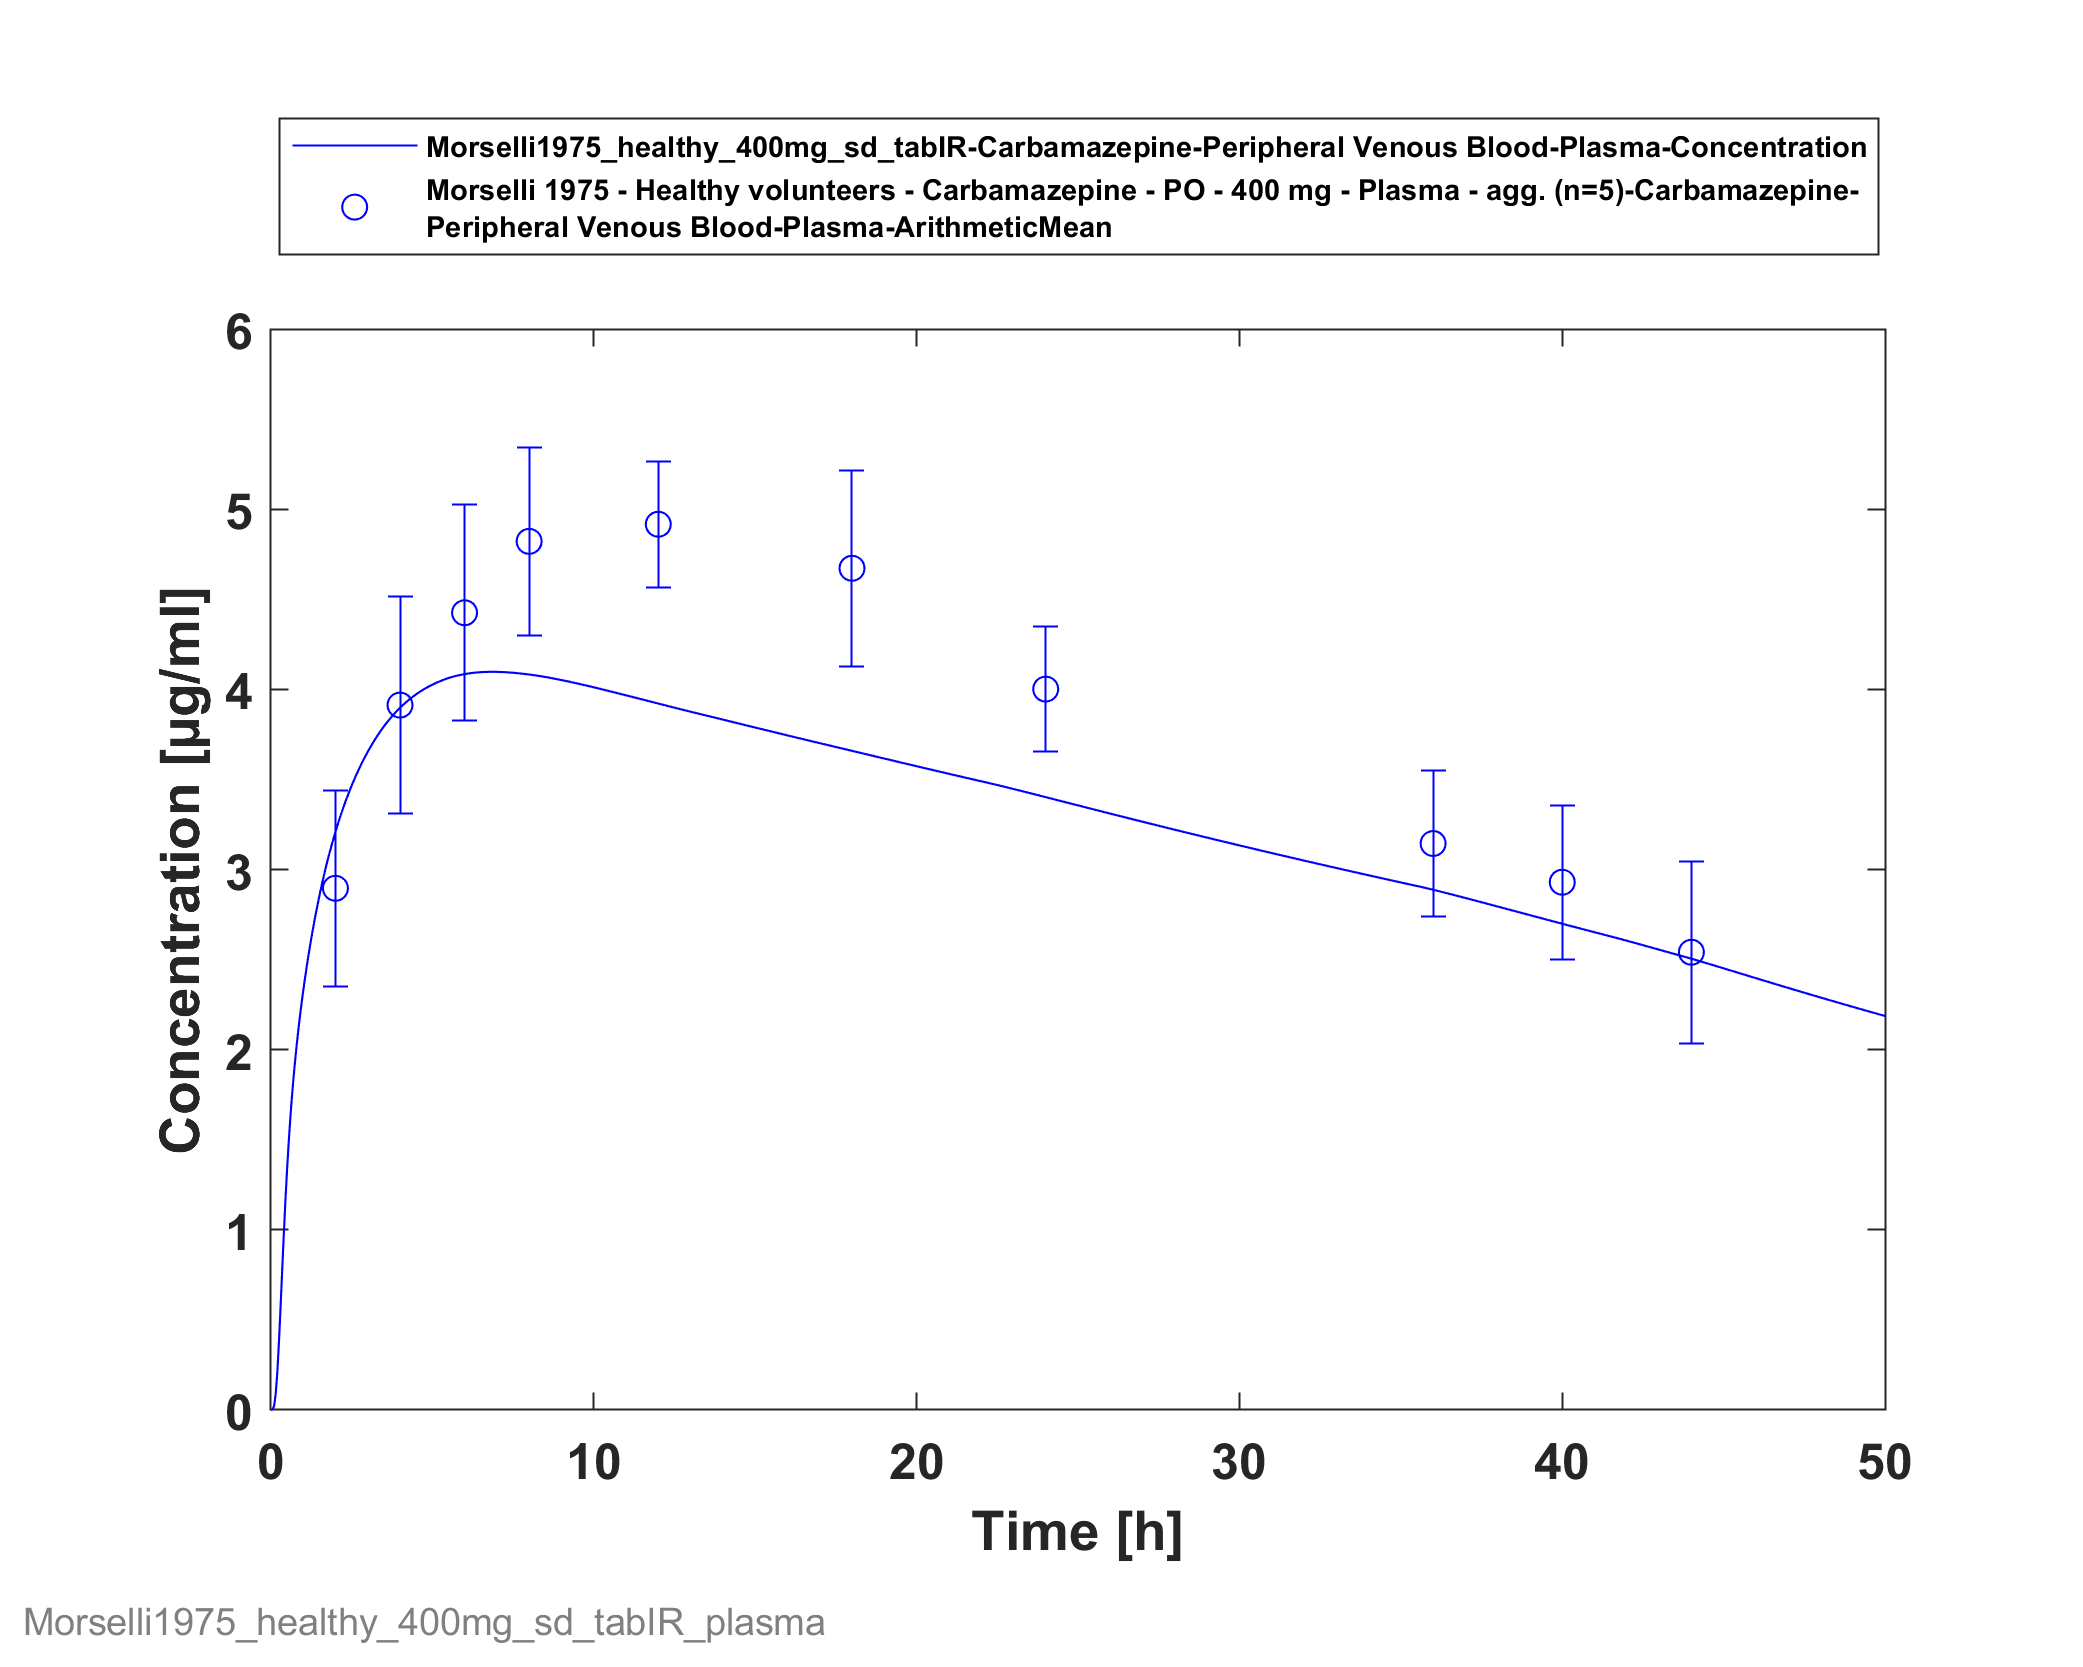 Morselli1975_healthy_400mg_sd_tabIR-Carbamazepine-Peripheral Venous Blood-Plasma-Concentration
Morselli 1975 - Healthy volunteers - Carbamazepine - PO - 400 mg - Plasma - agg. (n=5)-Carbamazepine-
Peripheral Venous Blood-Plasma-ArithmeticMean
6
5
4
3
2
1
0
Concentration [µg/ml]
0 10 20 30 40 50
Time [h]
Morselli1975_healthy_400mg_sd_tabIR_plasma